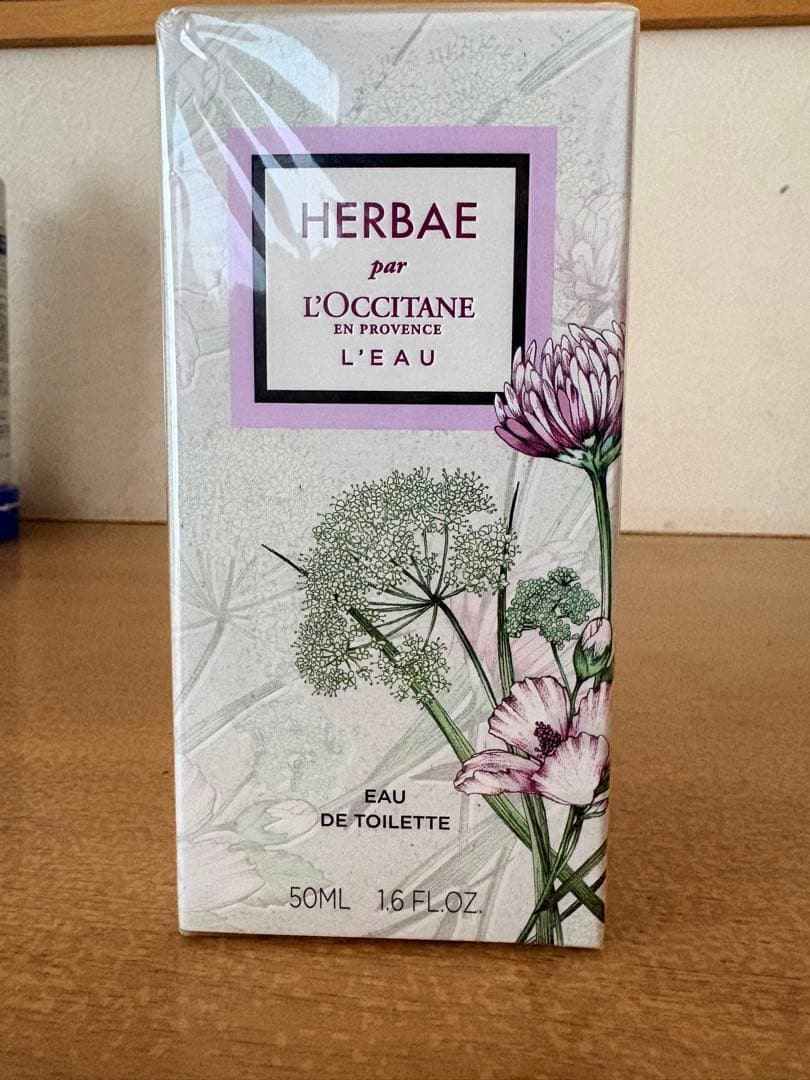 HERBAE
par
L'OCCITANE
EN PROVENCE
L'EAU
EAU
DE TOILETTE
50ML 1.6 FL.OZ.